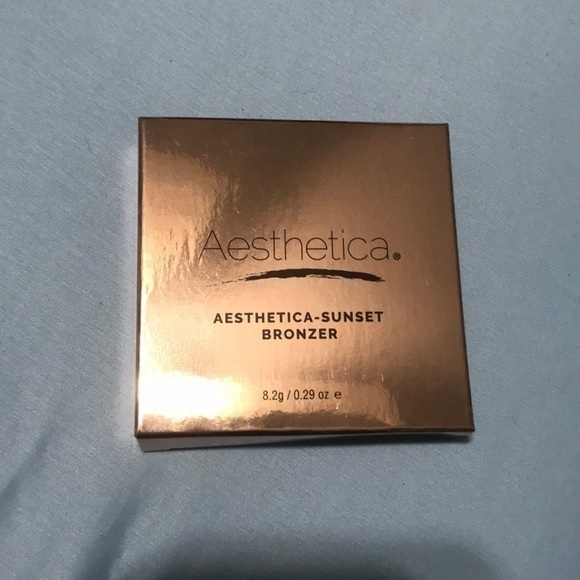 Aesthetica®
AESTHETICA-SUNSET
BRONZER
8.2g / 0.29 oz ℮